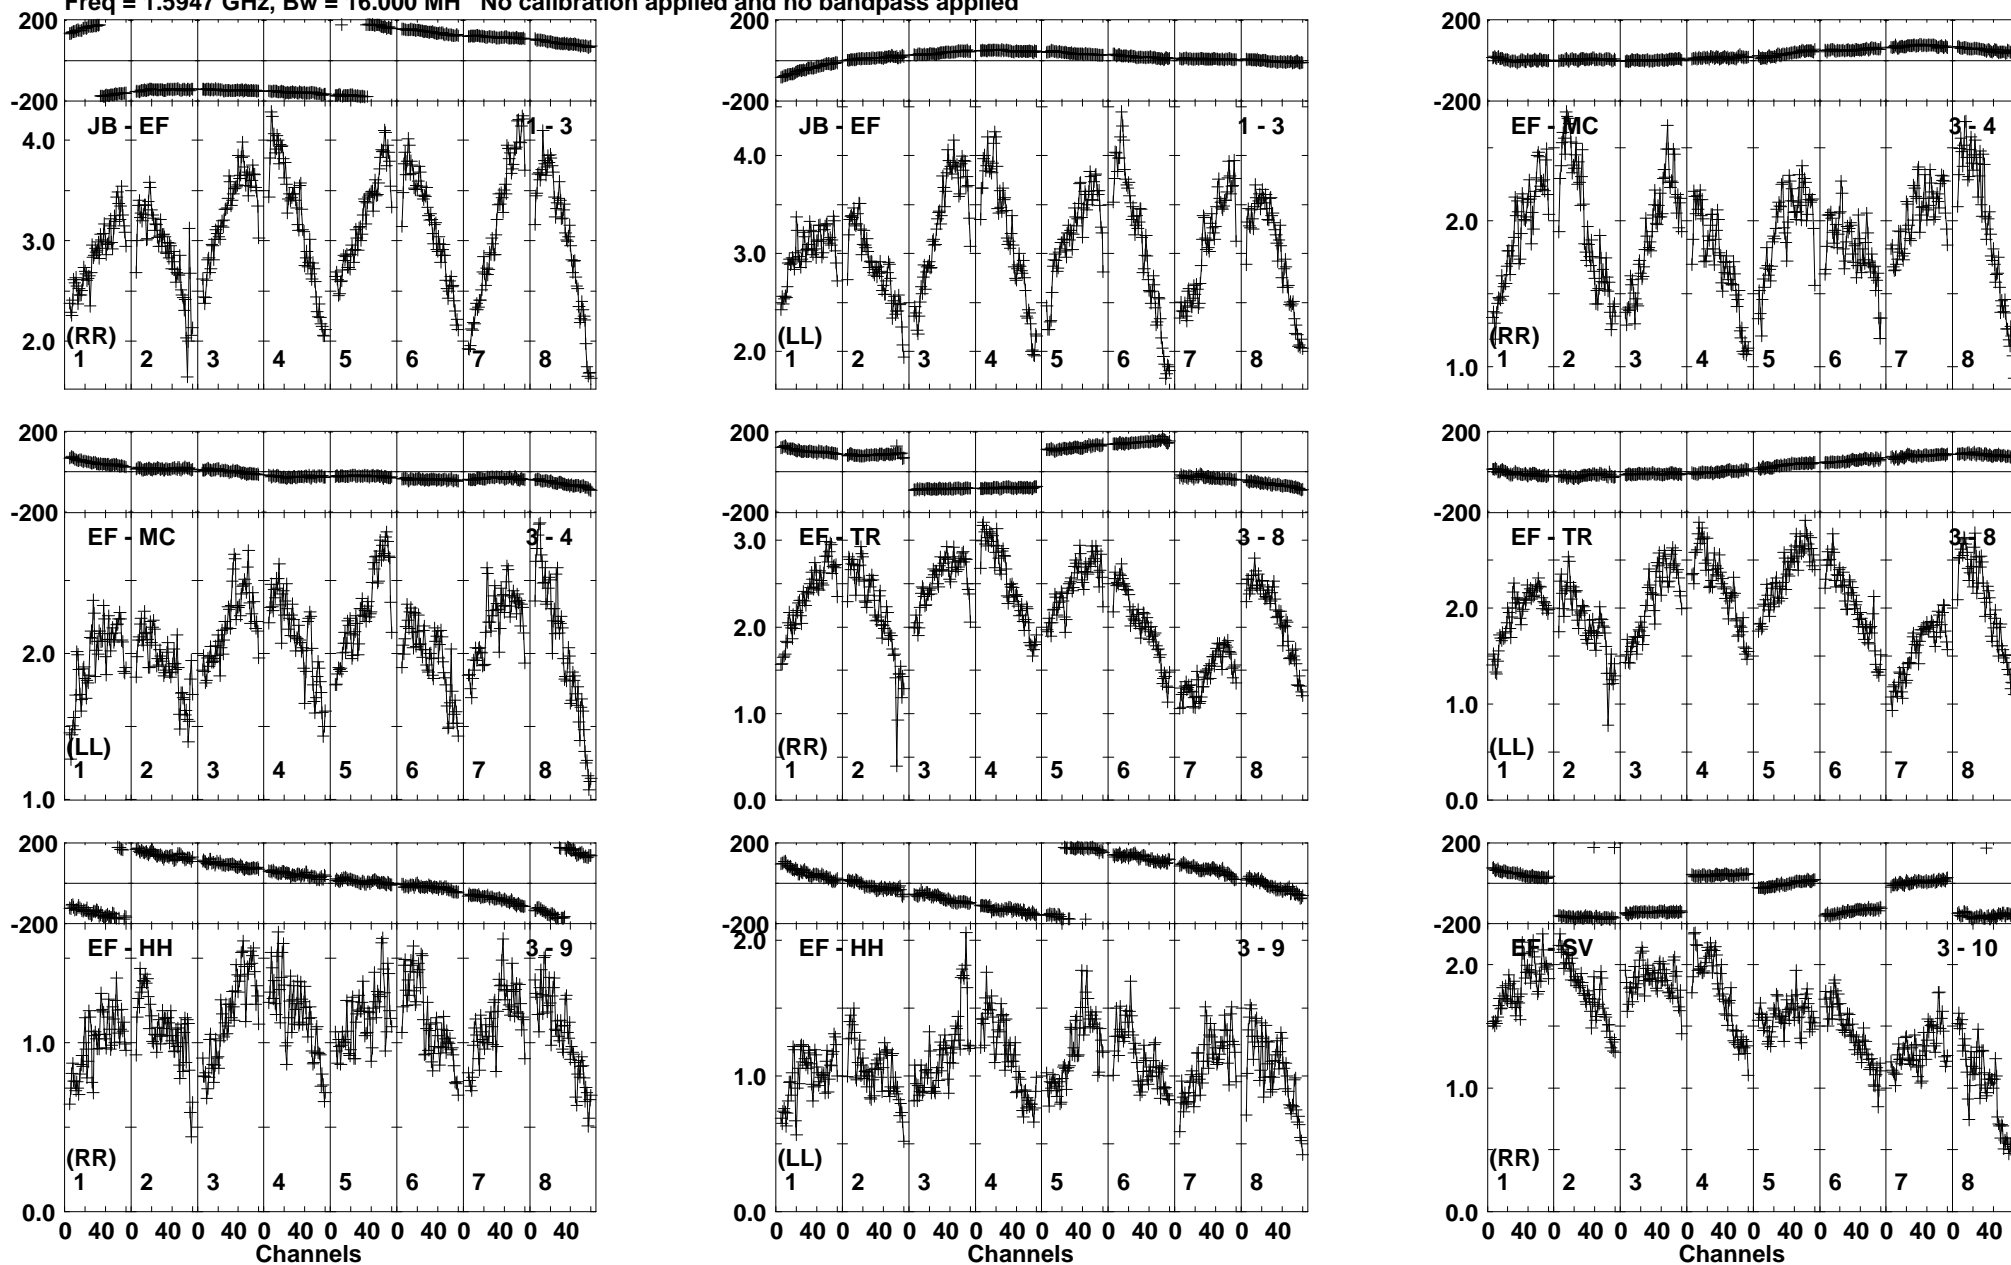 Freq = 1.5947 GHz, Bw = 16.000 MH No calibration applied and no bandpass applied
200 200 200
-200 -200 -200
JB - EF 1 - 3 JB - EF 1 - 3 EF - MC 3 - 4
4.0 4.0
3.0 3.0 2.0
2.0 2.0 1.0
(RR) (LL) (RR)
1 2 3 4 5 6 7 8 1 2 3 4 5 6 7 8 1 2 3 4 5 6 7 8
200 200 200
-200 -200 -200
EF - MC 3 - 4 EF - TR 3 - 8 EF - TR 3 - 8
3.0
2.0 2.0 2.0
1.0 1.0
(LL) (RR) (LL)
1 2 3 4 5 6 7 8 1 2 3 4 5 6 7 8 1 2 3 4 5 6 7 8
1.0 0.0 0.0
200 200 200
-200 -200 -200
EF - HH 3 - 9 EF - HH 3 - 9 EF - SV 3 - 10
2.0 2.0
1.0 1.0 1.0
(RR) (LL) (RR)
1 2 3 4 5 6 7 8 1 2 3 4 5 6 7 8 1 2 3 4 5 6 7 8
0.0 0.0 0.0
0 40 0 40 0 40 0 40 0 40 0 40 0 40 0 40 0 40 0 40 0 40 0 40 0 40 0 40 0 40 0 40 0 40 0 40 0 40 0 40 0 40 0 40 0 40 0 40
Channels Channels Channels